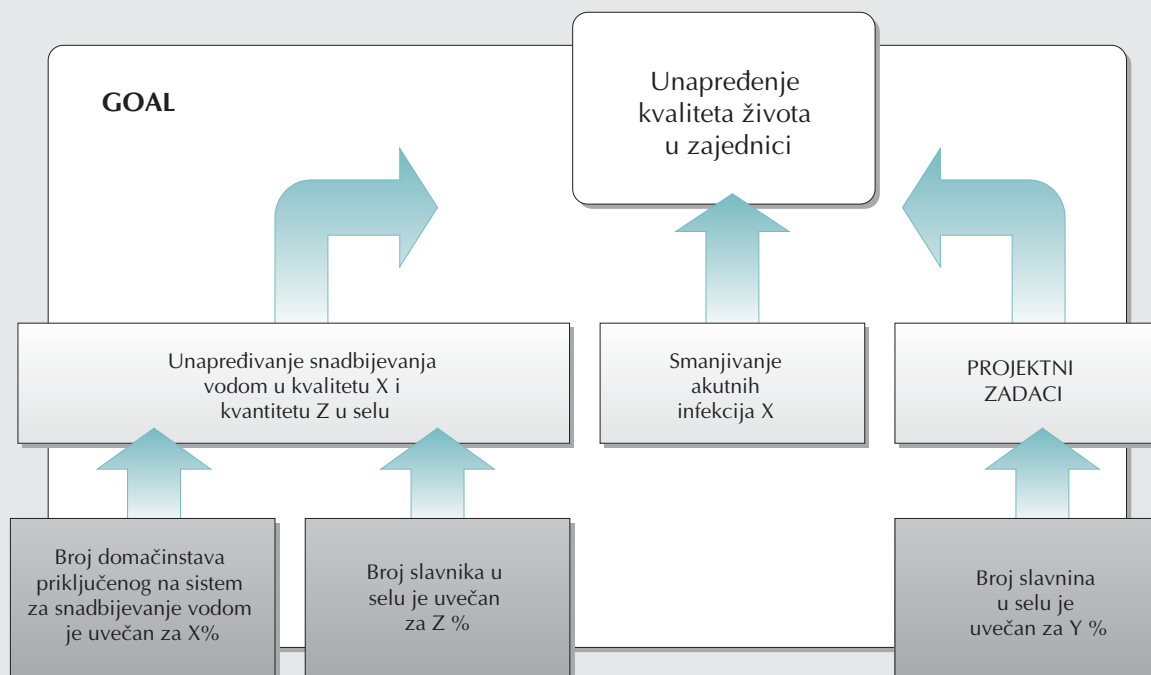 GOAL
Unapređenje
kvaliteta života
u zajednici
Unapređivanje snadbijevanja
vodom u kvalitetu X i
kvantitetu Z u selu
Smanjivanje
akutnih
infekcija X
PROJEKTNI
ZADACI
Broj domačinstava
priključenog na sistem
za snadbijevanje vodom
je uvečan za X%
Broj slavnika u
selu je uvečan
za Z %
Broj slavnina
u selu je
uvečan za Y %